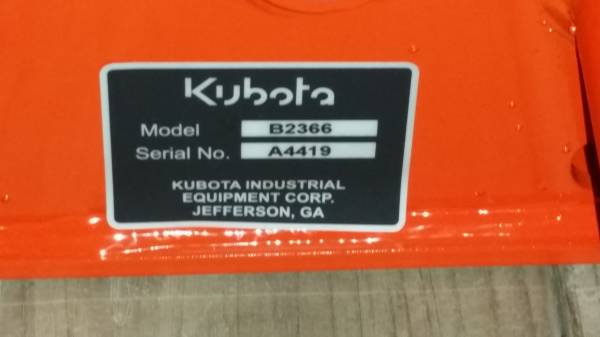 Kubota
Model B2366
Serial No. A4419
KUBOTA INDUSTRIAL
EQUIPMENT CORP.
JEFFERSON, GA